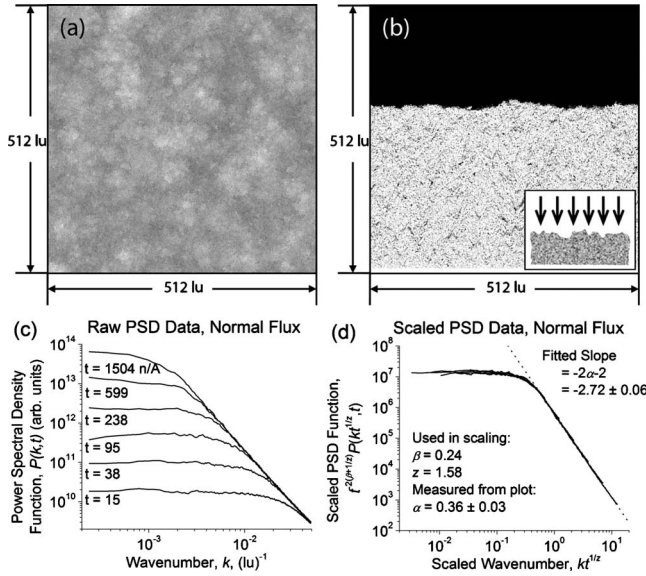 (a)
(b)
512 lu
512 lu
512 lu
512 lu
(c) Raw PSD Data, Normal Flux
Power Spectral Density
Function, P(k,t) (arb. units)
10^14
10^13
10^12
10^11
10^10
t = 1504 n/A
t = 599
t = 238
t = 95
t = 38
t = 15
10^-3
10^-2
Wavenumber, k, (lu)^-1
(d) Scaled PSD Data, Normal Flux
Scaled PSD Function,
t^-2(β+1/z)P(kt^1/z,t)
10^8
10^7
10^6
10^5
10^4
10^3
10^2
Fitted Slope
= -2α-2
= -2.72 ± 0.06
Used in scaling:
β = 0.24
z = 1.58
Measured from plot:
α = 0.36 ± 0.03
10^-3
10^-2
10^-1
10^0
10^1
10^2
Scaled Wavenumber, kt^1/z